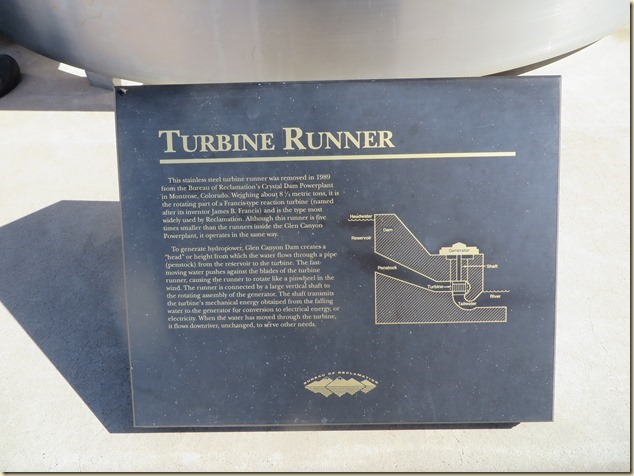 TURBINE RUNNER
This stainless steel turbine runner was removed in 1989
from the Bureau of Reclamation's Crystal Dam Powerplant
in Montrose, Colorado. Weighing about 8 ½ metric tons, it is
the rotating part of a Francis-type reaction turbine (named
after its inventor James B. Francis) and is the type most
widely used by Reclamation. Although this runner is five
times smaller than the runners inside the Glen Canyon
Powerplant, it operates in the same way.
To generate hydropower, Glen Canyon Dam creates a
"head" or height from which the water flows through a pipe
(penstock) from the reservoir to the turbine. The fast-
moving water pushes against the blades of the turbine
runner, causing the runner to rotate like a pinwheel in the
wind. The runner is connected by a large vertical shaft to
the rotating assembly of the generator. The shaft transmits
the turbine's mechanical energy obtained from the falling
water to the generator for conversion to electrical energy, or
electricity. When the water has moved through the turbine,
it flows downriver, unchanged, to serve other needs.
Headwater
Dam
Reservoir
Generator
Penstock
Shaft
Turbine
River
BUREAU OF RECLAMATION